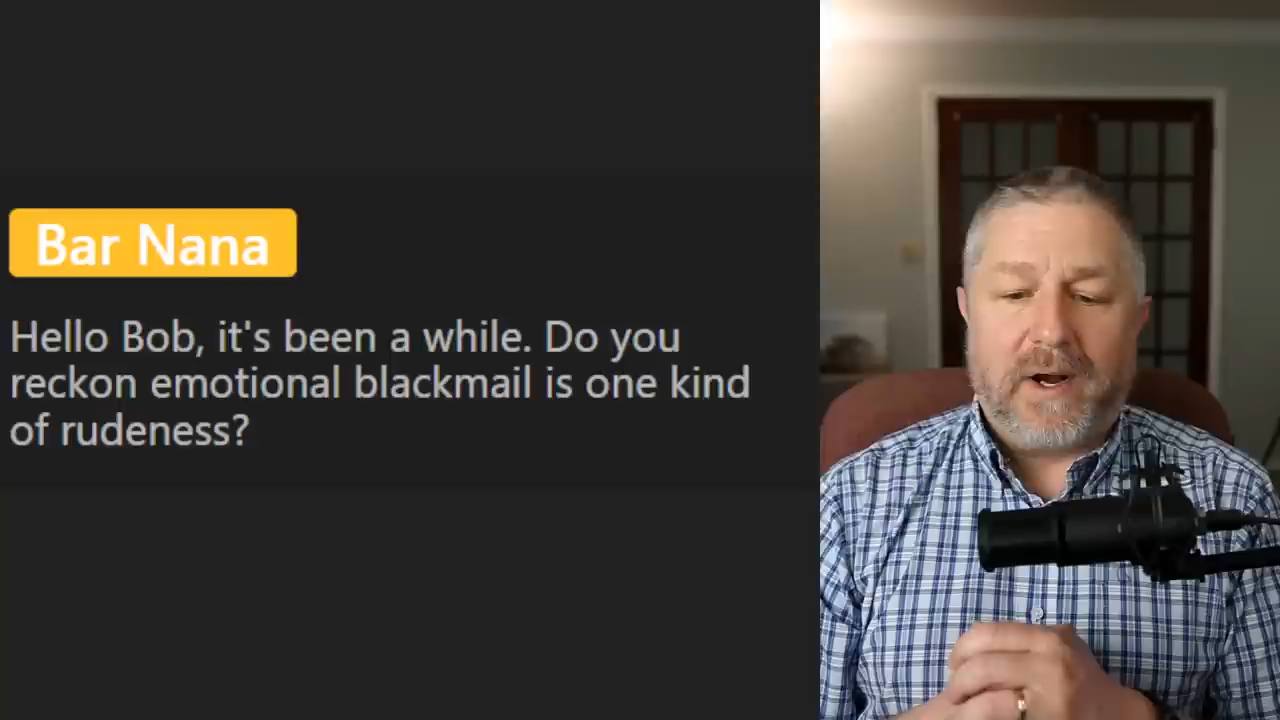 Bar Nana
Hello Bob, it's been a while. Do you
reckon emotional blackmail is one kind
of rudeness?